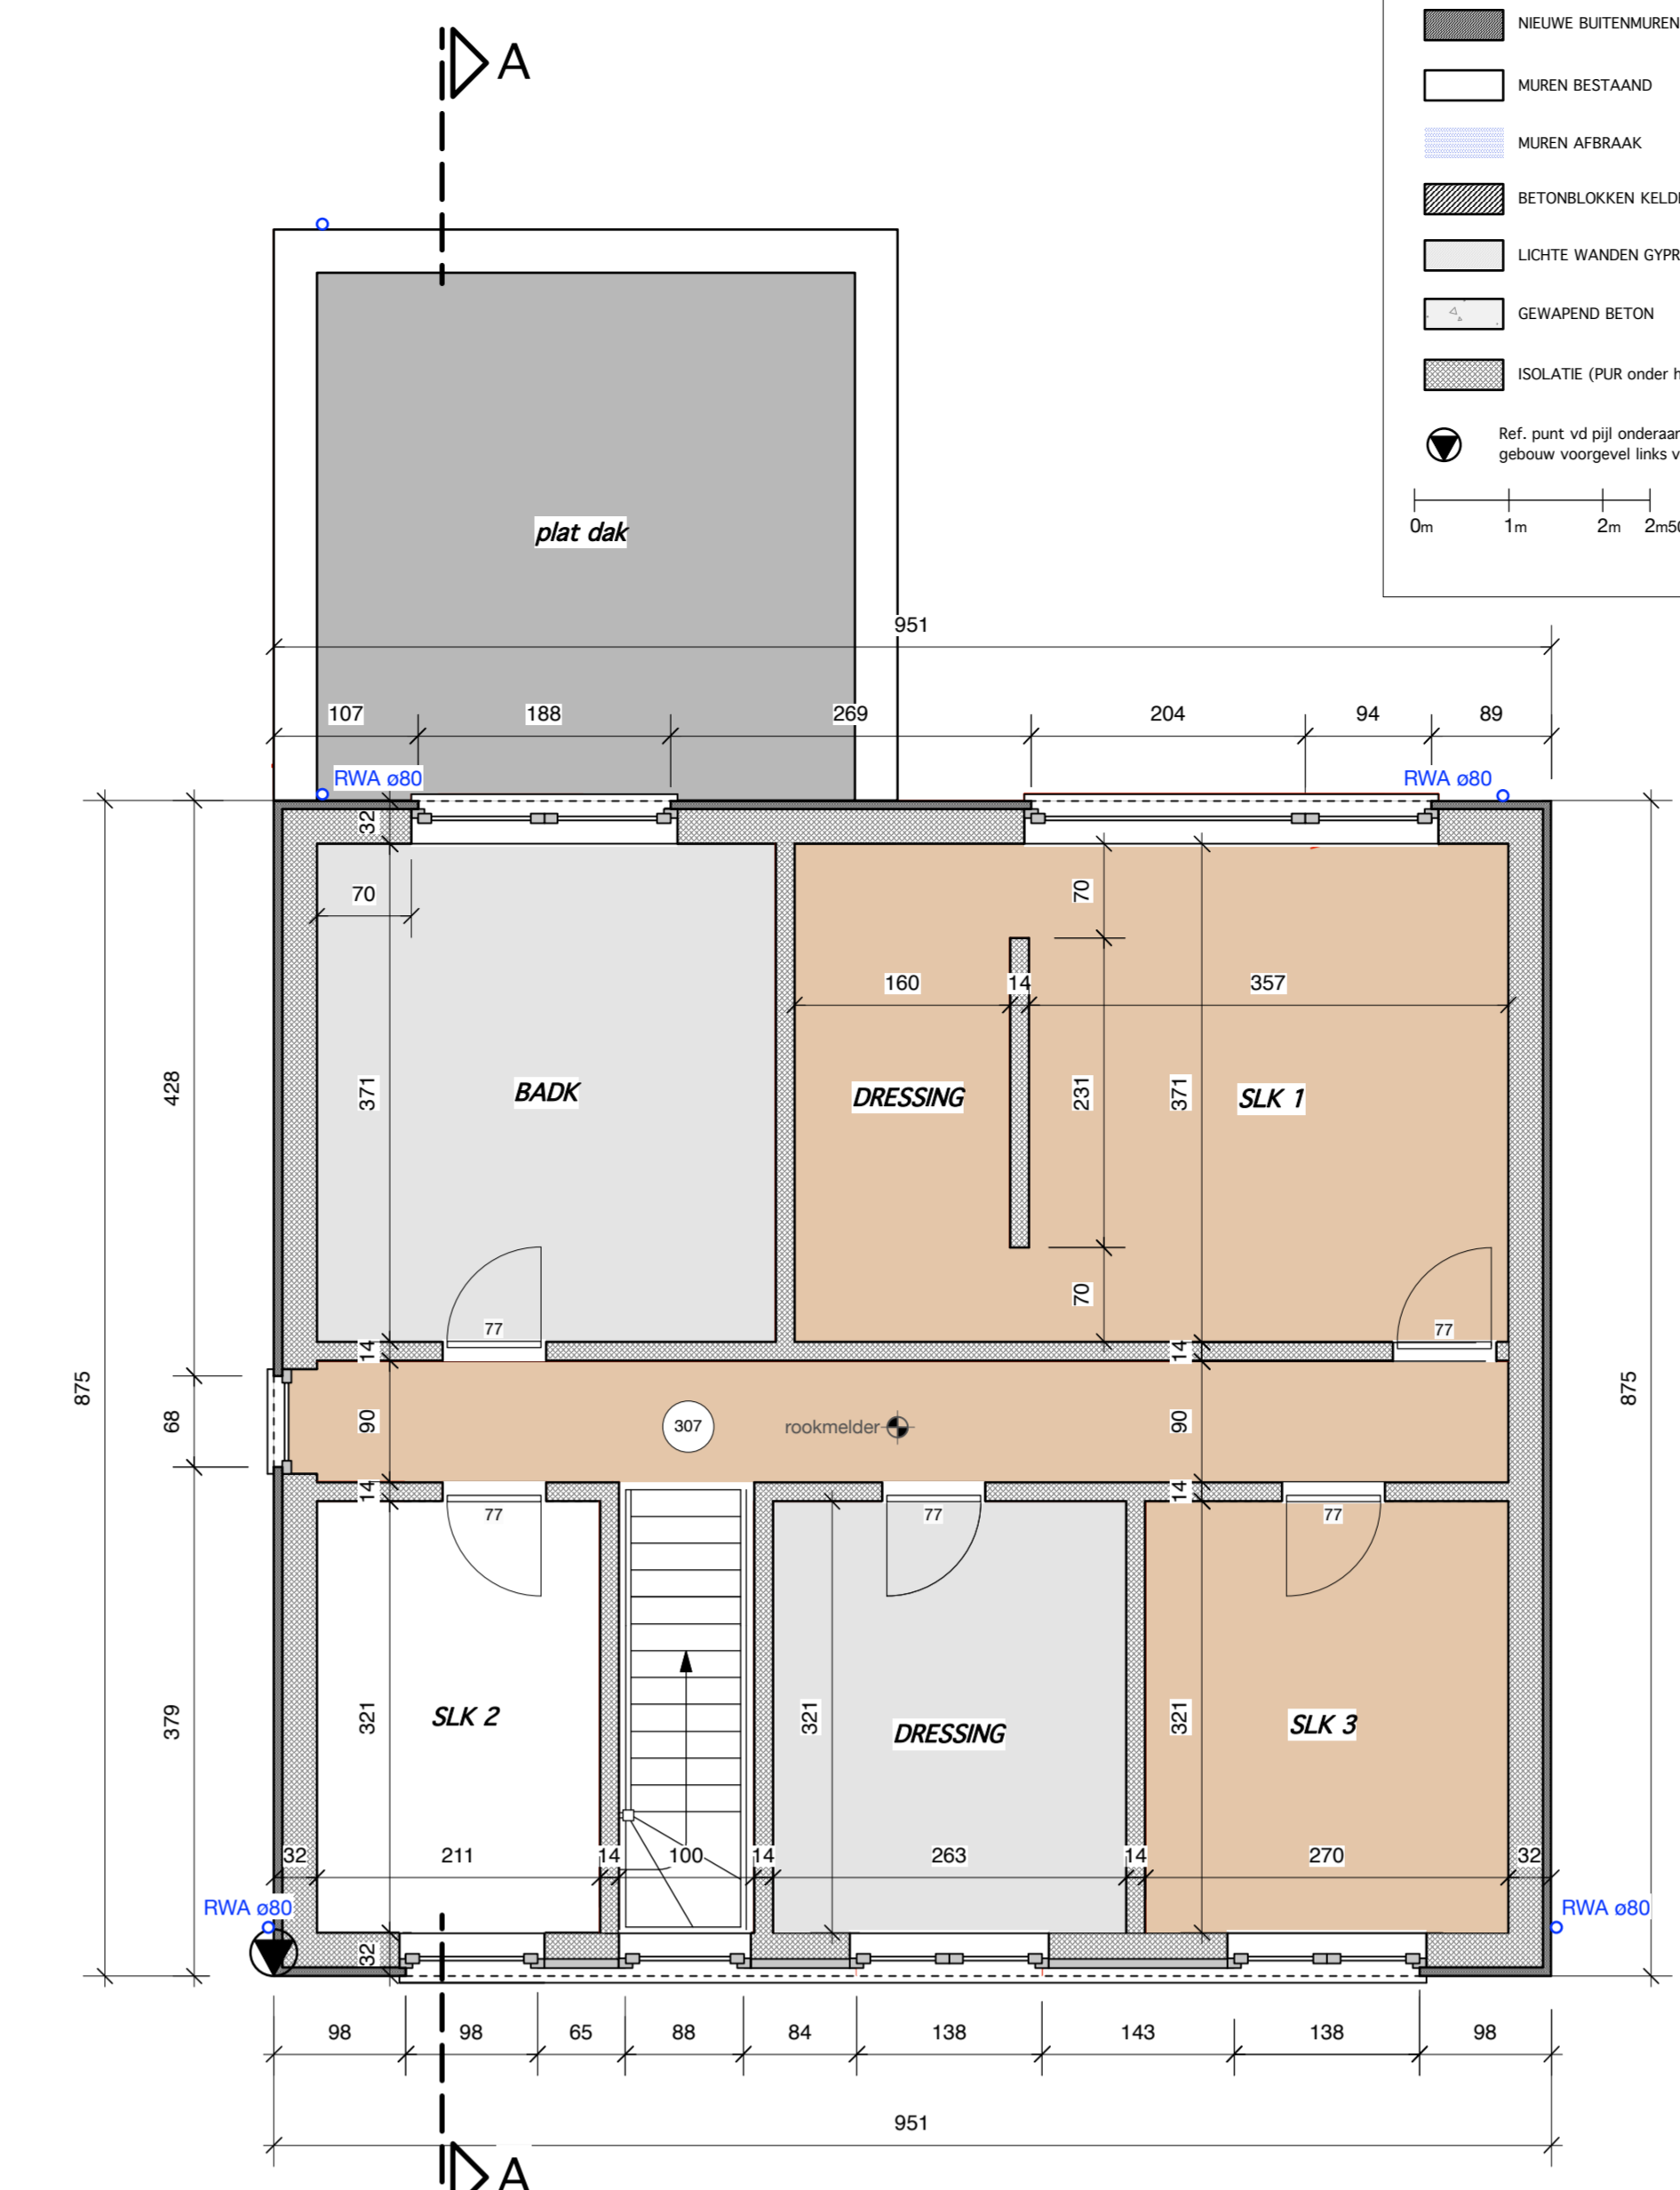 A
NIEUWE BUITENMUREN
MUREN BESTAAND
MUREN AFBRAAK
BETONBLOKKEN KELD
LICHTE WANDEN GYPR
GEWAPEND BETON
ISOLATIE (PUR onder h
Ref. punt vd pijl onderaan
gebouw voorgevel links v
0m 1m 2m 2m50
plat dak
951
107 188 269 204 94 89
RWA ø80 RWA ø80
32
70 70
160 14 357
428 371 BADK DRESSING 231 371 SLK 1
70
77 77
14 14
875 68 90 307 rookmelder 90 875
14 14
77 77 77
379 321 SLK 2 321 DRESSING 321 SLK 3
32 211 14 100 14 263 14 270 32
RWA ø80 RWA ø80
32
98 98 65 88 84 138 143 138 98
951
A